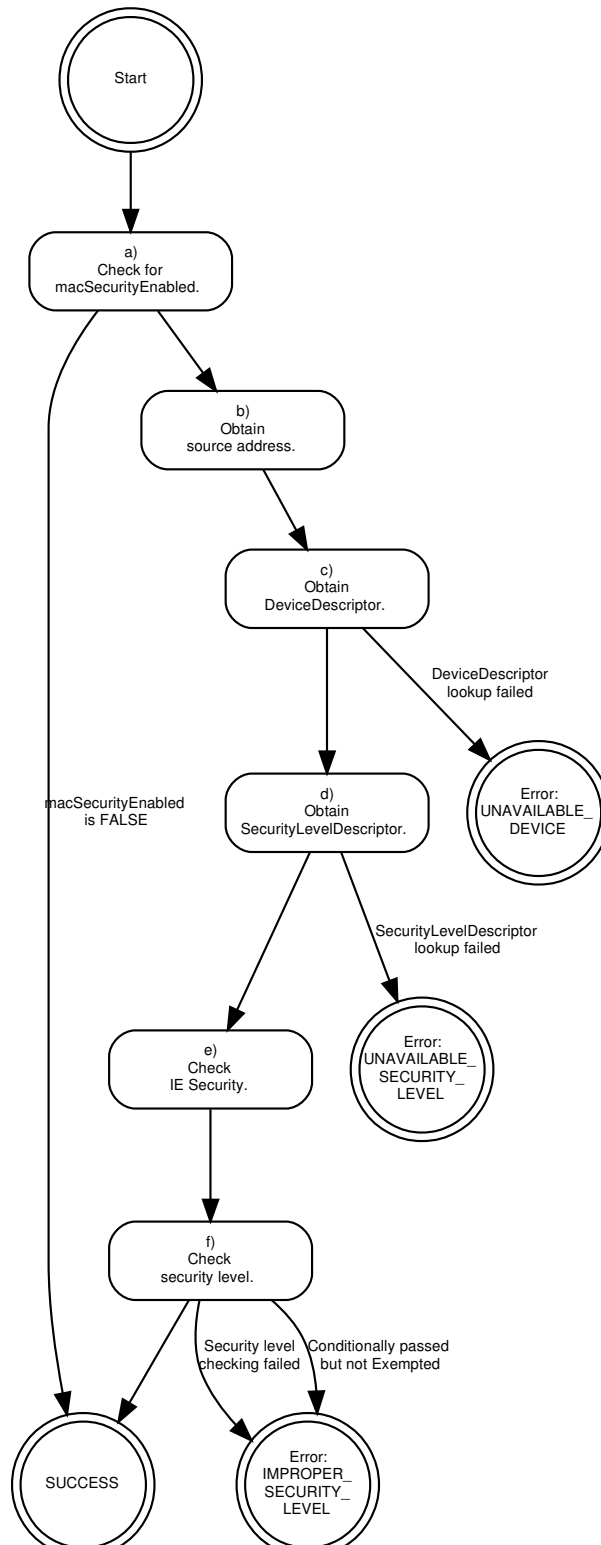 Start
a)
Check for
macSecurityEnabled.
b)
Obtain
source address.
c)
Obtain
DeviceDescriptor.
DeviceDescriptor
lookup failed
macSecurityEnabled
is FALSE
d)
Obtain
SecurityLevelDescriptor.
Error:
UNAVAILABLE_
DEVICE
SecurityLevelDescriptor
lookup failed
e)
Check
IE Security.
Error:
UNAVAILABLE_
SECURITY_
LEVEL
f)
Check
security level.
Security level
checking failed
Conditionally passed
but not Exempted
SUCCESS
Error:
IMPROPER_
SECURITY_
LEVEL